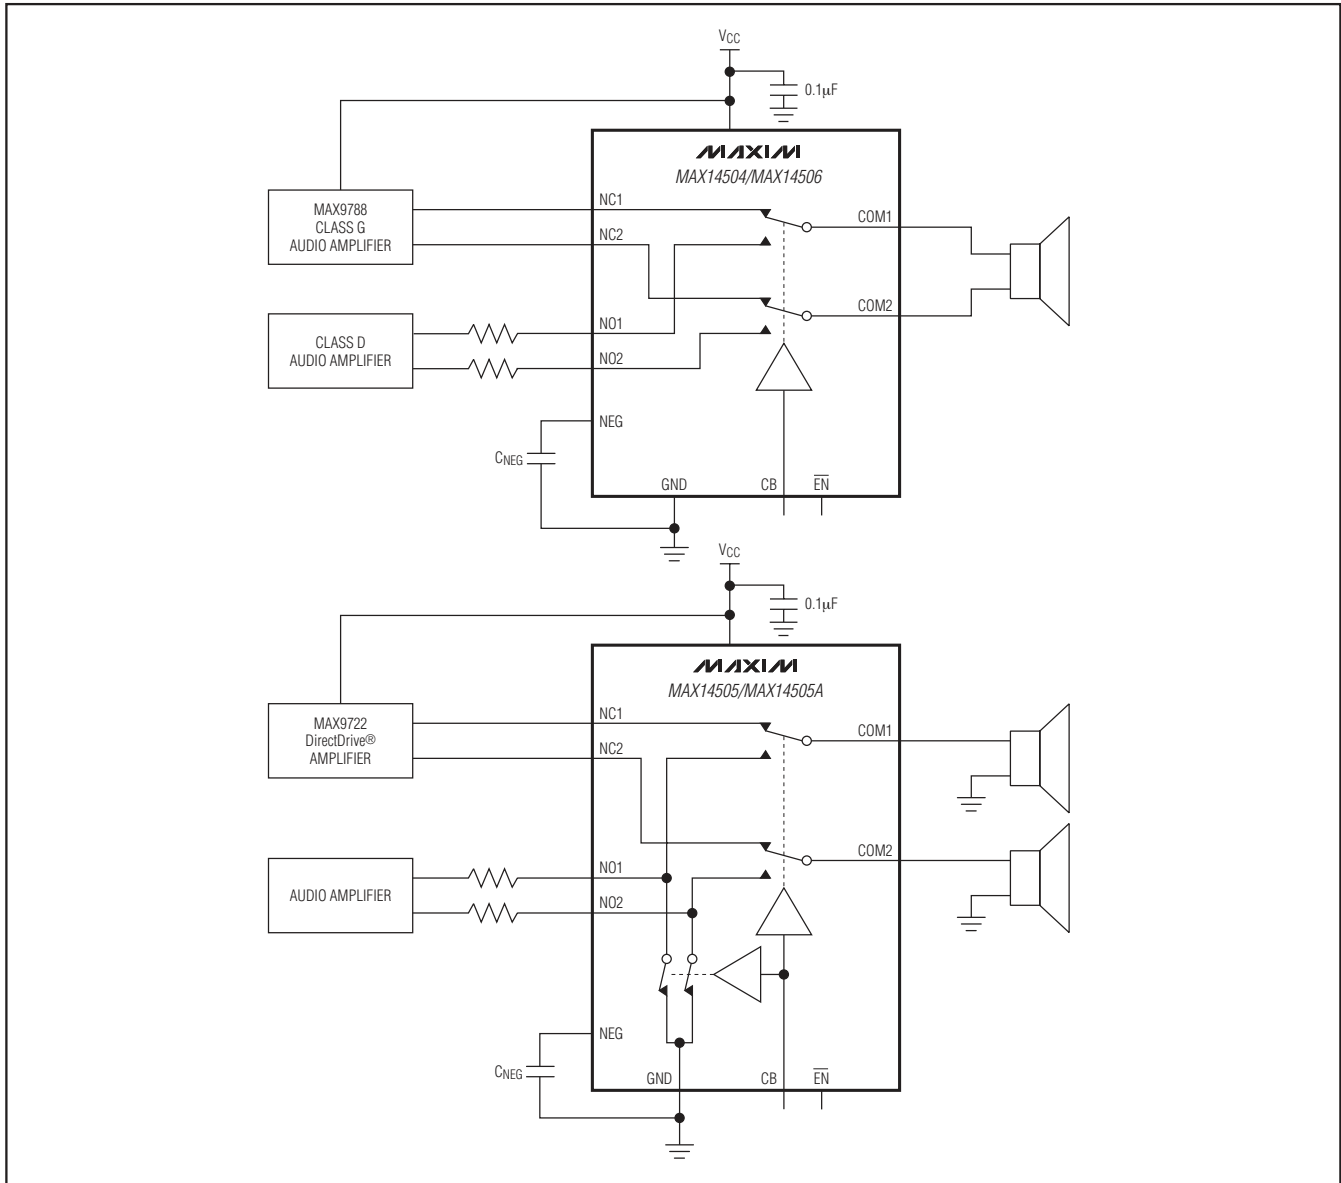 VCC
0.1µF
MAXIM
MAX14504/MAX14506
MAX9788
CLASS G
AUDIO AMPLIFIER
NC1
NC2
COM1
COM2
CLASS D
AUDIO AMPLIFIER
NO1
NO2
NEG
CNEG
GND
CB
EN
VCC
0.1µF
MAXIM
MAX14505/MAX14505A
MAX9722
DirectDrive®
AMPLIFIER
NC1
NC2
COM1
COM2
AUDIO AMPLIFIER
NO1
NO2
NEG
CNEG
GND
CB
EN